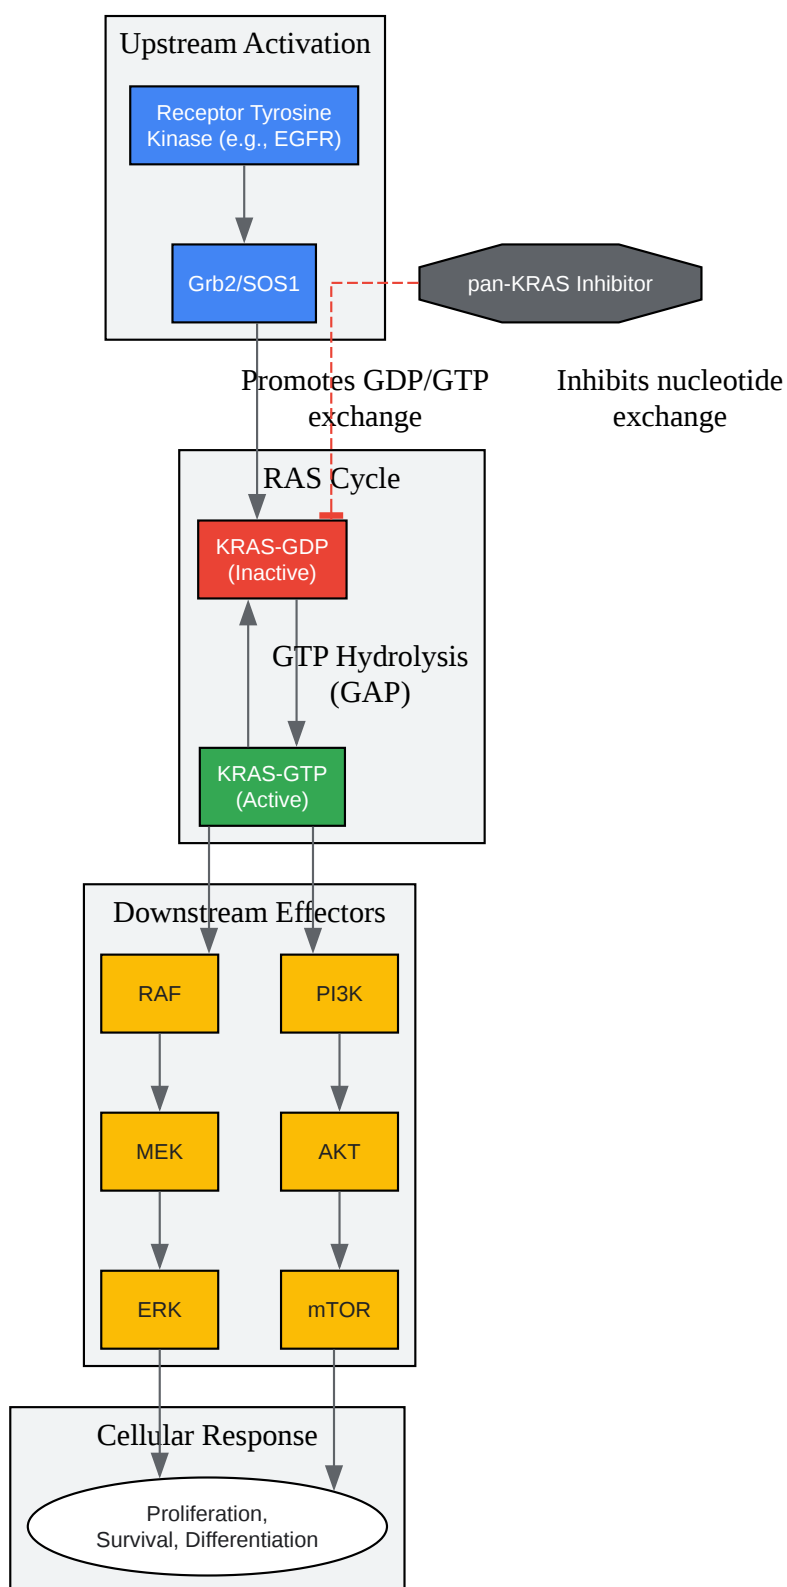 Upstream Activation
Receptor Tyrosine
Kinase (e.g., EGFR)
Grb2/SOS1
pan-KRAS Inhibitor
Promotes GDP/GTP
exchange
Inhibits nucleotide
exchange
RAS Cycle
KRAS-GDP
(Inactive)
GTP Hydrolysis
(GAP)
KRAS-GTP
(Active)
Downstream Effectors
RAF
PI3K
MEK
AKT
ERK
mTOR
Cellular Response
Proliferation,
Survival, Differentiation